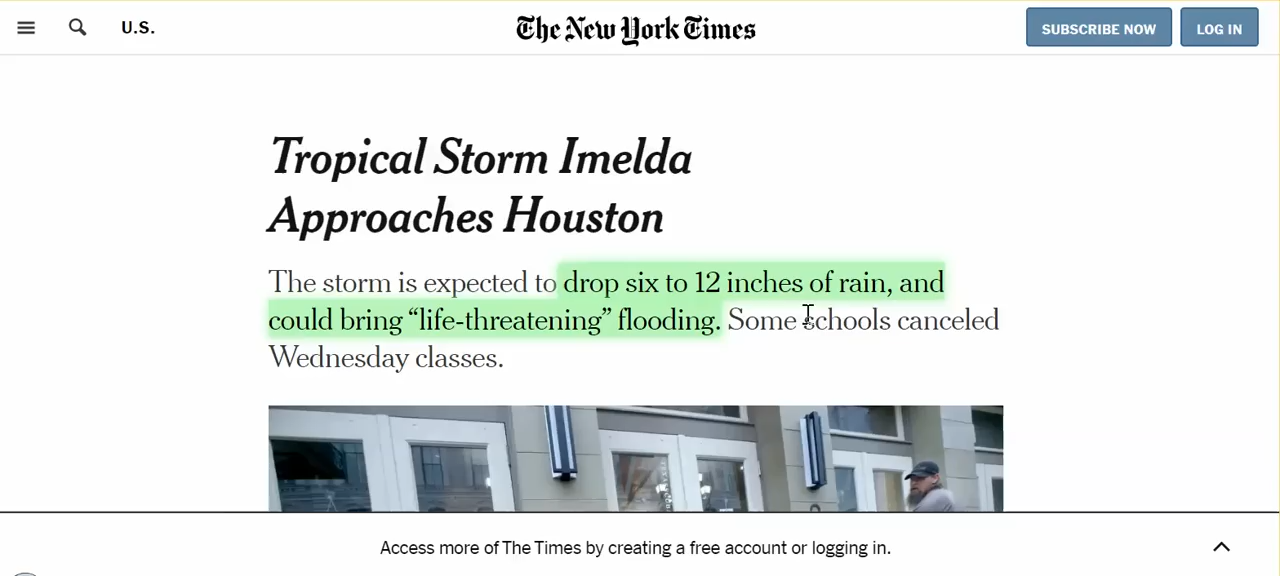 U.S.
The New York Times
SUBSCRIBE NOW
LOG IN
Tropical Storm Imelda
Approaches Houston
The storm is expected to drop six to 12 inches of rain, and
could bring “life-threatening” flooding. Some schools canceled
Wednesday classes.
Access more of The Times by creating a free account or logging in.